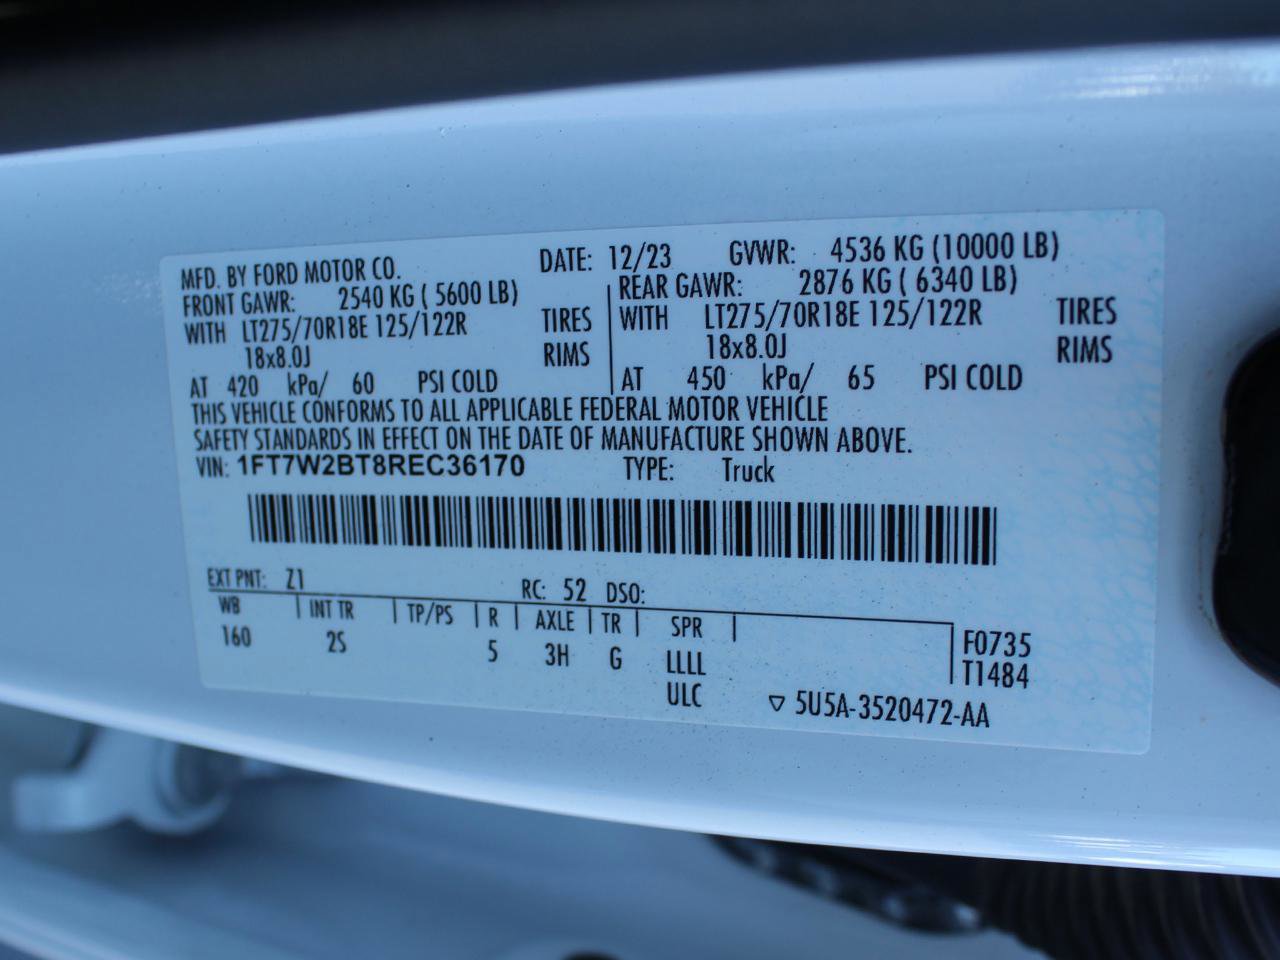 MFD. BY FORD MOTOR CO. DATE: 12/23 GVWR: 4536 KG (10000 LB)
FRONT GAWR: 2540 KG ( 5600 LB) REAR GAWR: 2876 KG ( 6340 LB)
WITH LT275/70R18E 125/122R TIRES WITH LT275/70R18E 125/122R TIRES
18x8.0J RIMS 18x8.0J RIMS
AT 420 kPa/ 60 PSI COLD AT 450 kPa/ 65 PSI COLD
THIS VEHICLE CONFORMS TO ALL APPLICABLE FEDERAL MOTOR VEHICLE
SAFETY STANDARDS IN EFFECT ON THE DATE OF MANUFACTURE SHOWN ABOVE.
VIN: 1FT7W2BT8REC36170 TYPE: Truck
EXT PNT: Z1 RC: 52 DSO:
WB INT TR TP/PS R AXLE TR SPR F0735
160 2S 5 3H G LLLL T1484
ULC ▽ 5U5A-3520472-AA